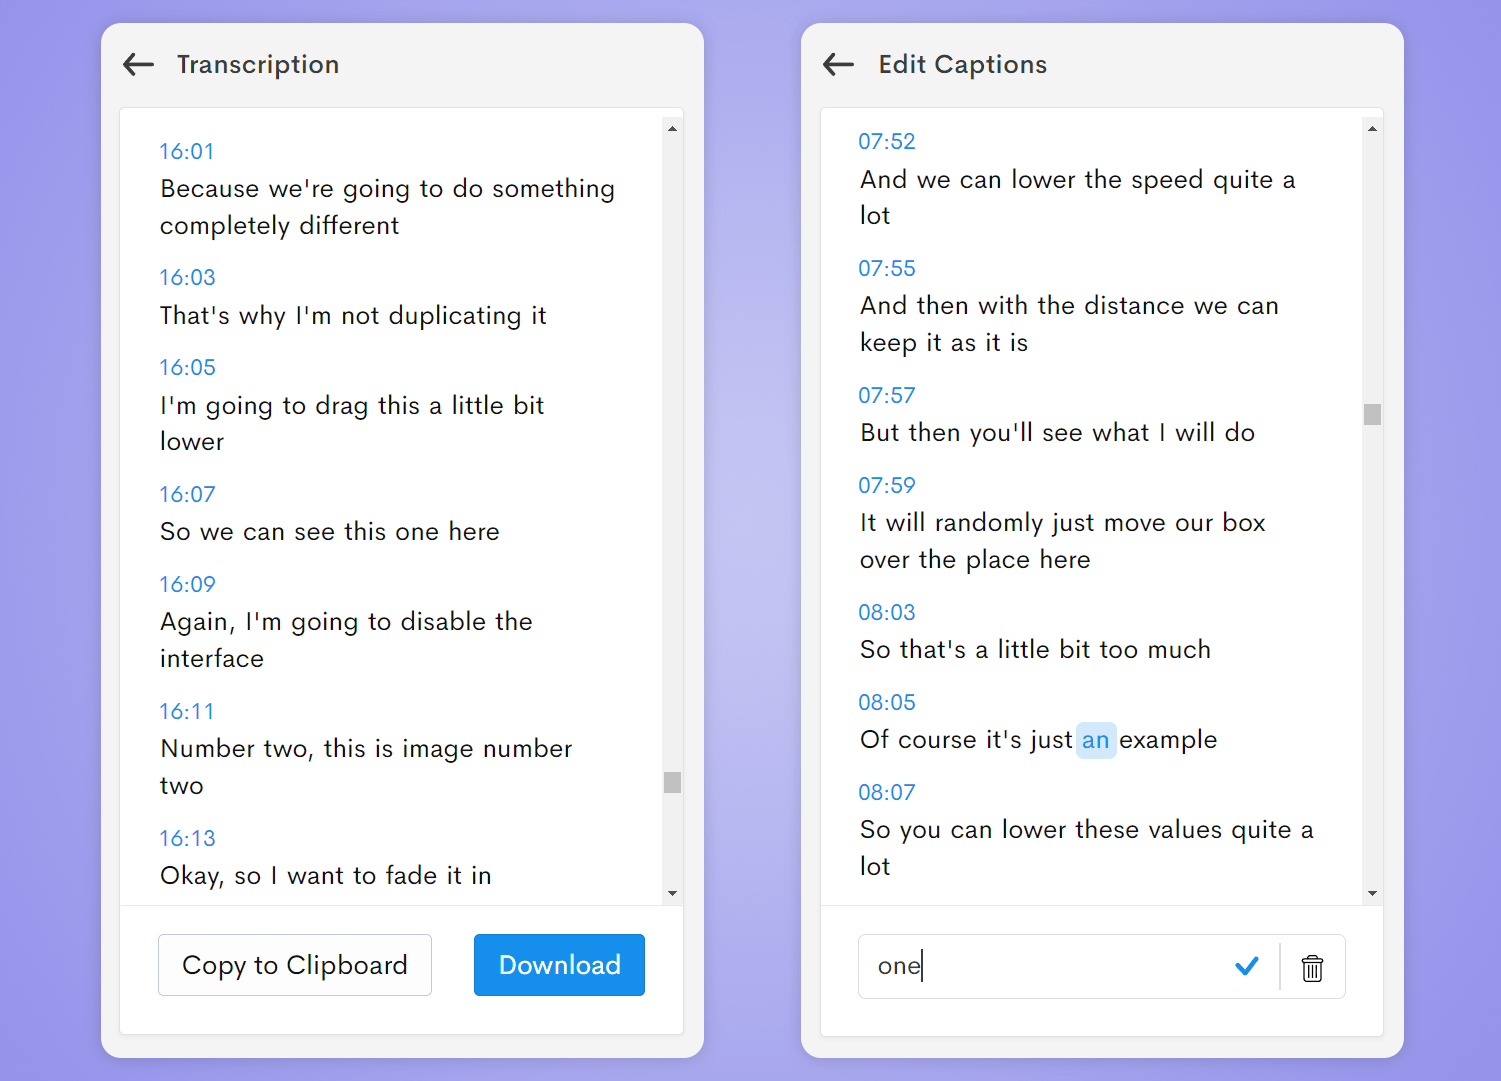 Transcription
16:01
Because we're going to do something
completely different
16:03
That's why I'm not duplicating it
16:05
I'm going to drag this a little bit
lower
16:07
So we can see this one here
16:09
Again, I'm going to disable the
interface
16:11
Number two, this is image number
two
16:13
Okay, so I want to fade it in
Copy to Clipboard
Download
Edit Captions
07:52
And we can lower the speed quite a
lot
07:55
And then with the distance we can
keep it as it is
07:57
But then you'll see what I will do
07:59
It will randomly just move our box
over the place here
08:03
So that's a little bit too much
08:05
Of course it's just an example
08:07
So you can lower these values quite a
lot
one